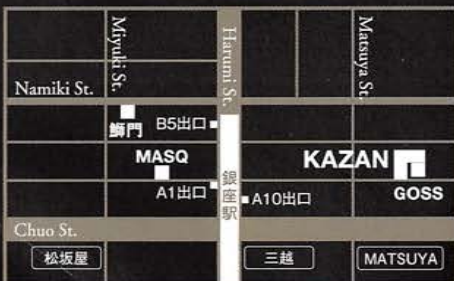 Miyuki St.
Harumi St.
Matsuya St.
Namiki St.
鰤門
B5出口
MASQ
KAZAN
A1出口
銀座駅
A10出口
GOSS
Chuo St.
松坂屋
三越
MATSUYA